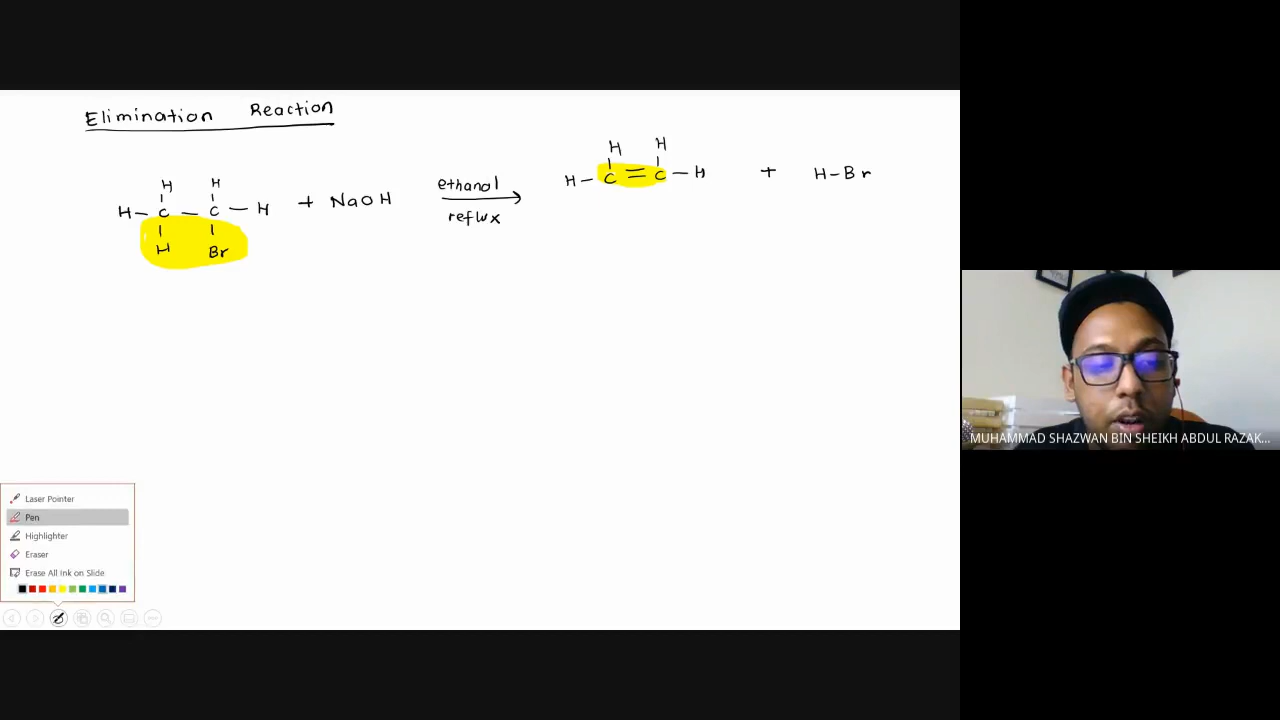 Elimination Reaction
H H
H H
H – C = C – H + H–Br
H H
H – C – C – H + NaOH ethanol
reflux
H Br
MUHAMMAD SHAZWAN BIN SHEIKH ABDUL RAZAK...
Laser Pointer
Pen
Highlighter
Eraser
Erase All Ink on Slide